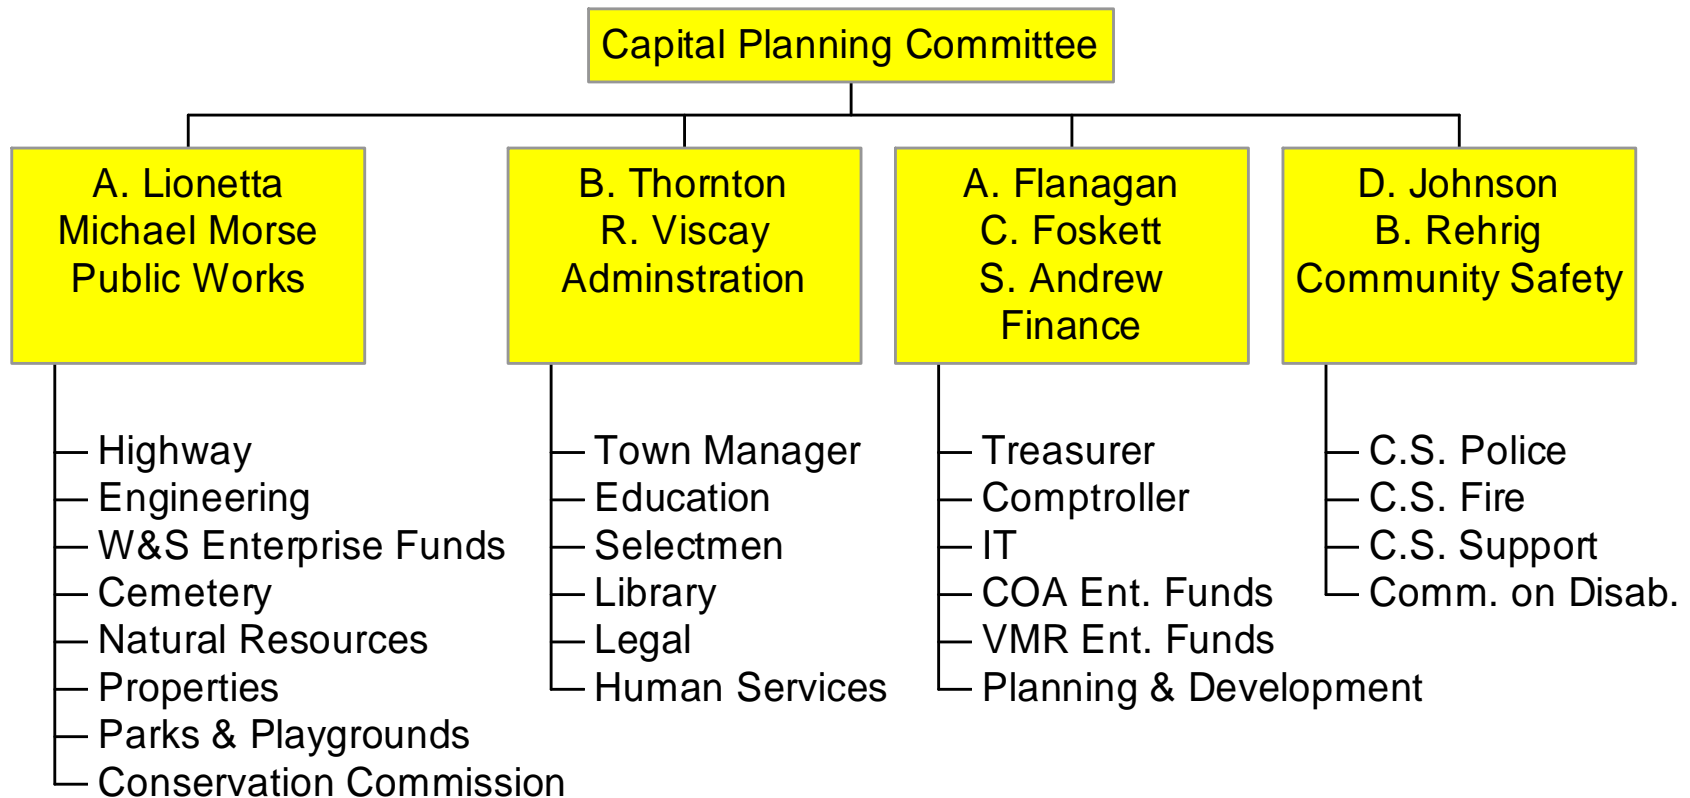 Capital Planning Committee
A. Lionetta
Michael Morse
Public Works
B. Thornton
R. Viscay
Adminstration
A. Flanagan
C. Foskett
S. Andrew
Finance
D. Johnson
B. Rehrig
Community Safety
Highway
Engineering
W&S Enterprise Funds
Cemetery
Natural Resources
Properties
Parks & Playgrounds
Conservation Commission
Town Manager
Education
Selectmen
Library
Legal
Human Services
Treasurer
Comptroller
IT
COA Ent. Funds
VMR Ent. Funds
Planning & Development
C.S. Police
C.S. Fire
C.S. Support
Comm. on Disab.